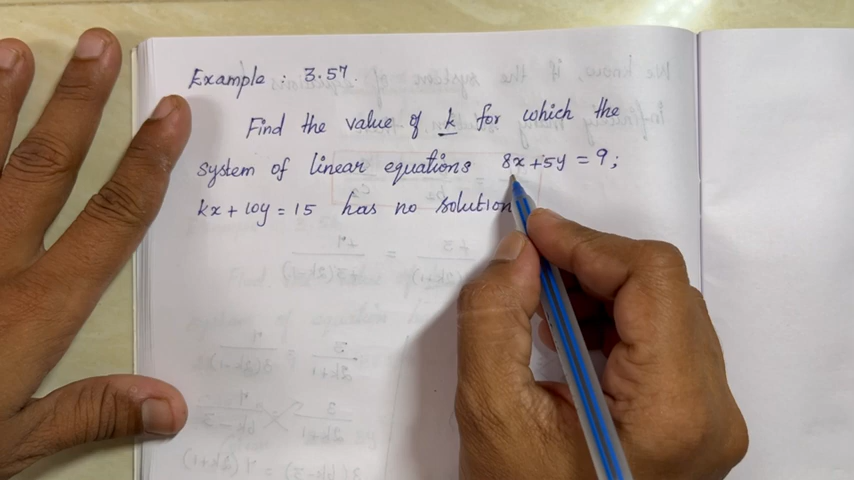 Example : 3.57.
Find the value of k for which the
system of linear equations 8x+5y = 9;
kx + 10y = 15 has no solution